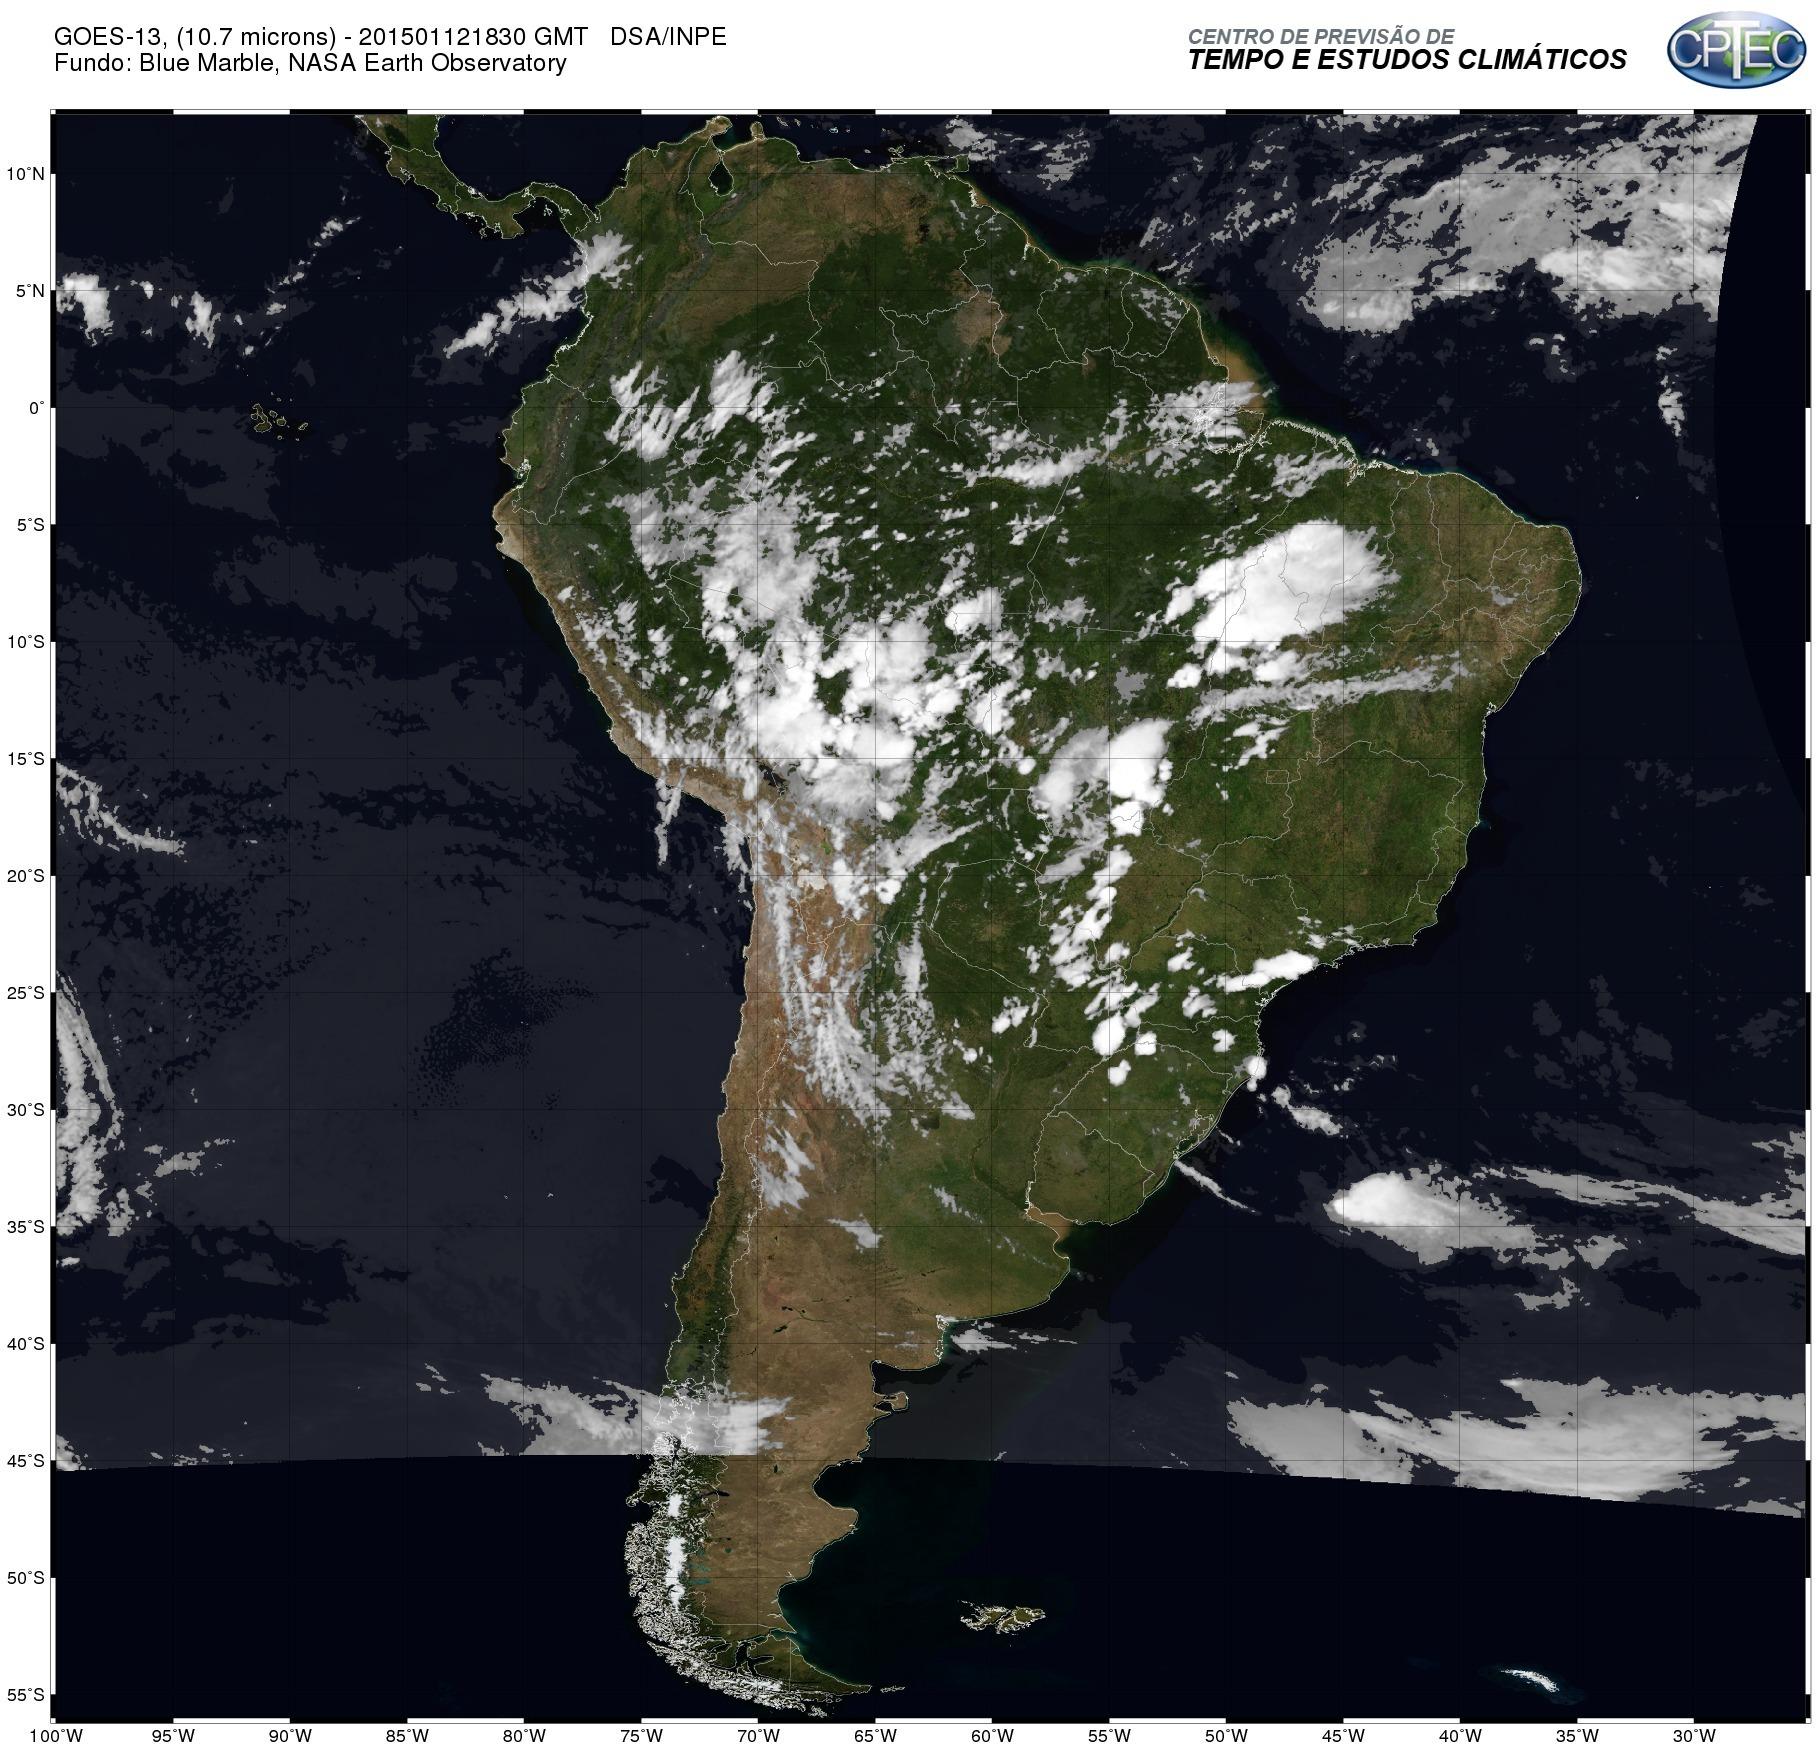 GOES-13, (10.7 microns) - 201501121830 GMT   DSA/INPE
Fundo: Blue Marble, NASA Earth Observatory
CENTRO DE PREVISÃO DE
TEMPO E ESTUDOS CLIMÁTICOS
CPTEC
10°N
5°N
0°
5°S
10°S
15°S
20°S
25°S
30°S
35°S
40°S
45°S
50°S
55°S
100°W 95°W 90°W 85°W 80°W 75°W 70°W 65°W 60°W 55°W 50°W 45°W 40°W 35°W 30°W